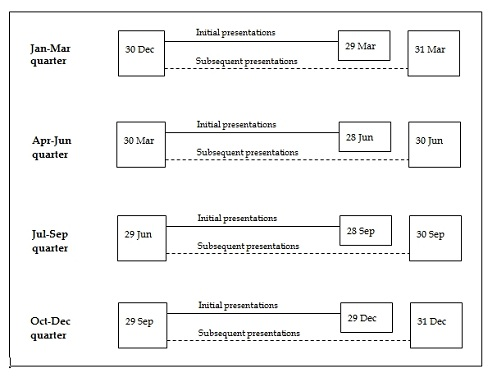 Jan-Mar
quarter
30 Dec
Initial presentations
29 Mar
31 Mar
Subsequent presentations
Apr-Jun
quarter
30 Mar
Initial presentations
28 Jun
30 Jun
Subsequent presentations
Jul-Sep
quarter
29 Jun
Initial presentations
28 Sep
30 Sep
Subsequent presentations
Oct-Dec
quarter
29 Sep
Initial presentations
29 Dec
31 Dec
Subsequent presentations